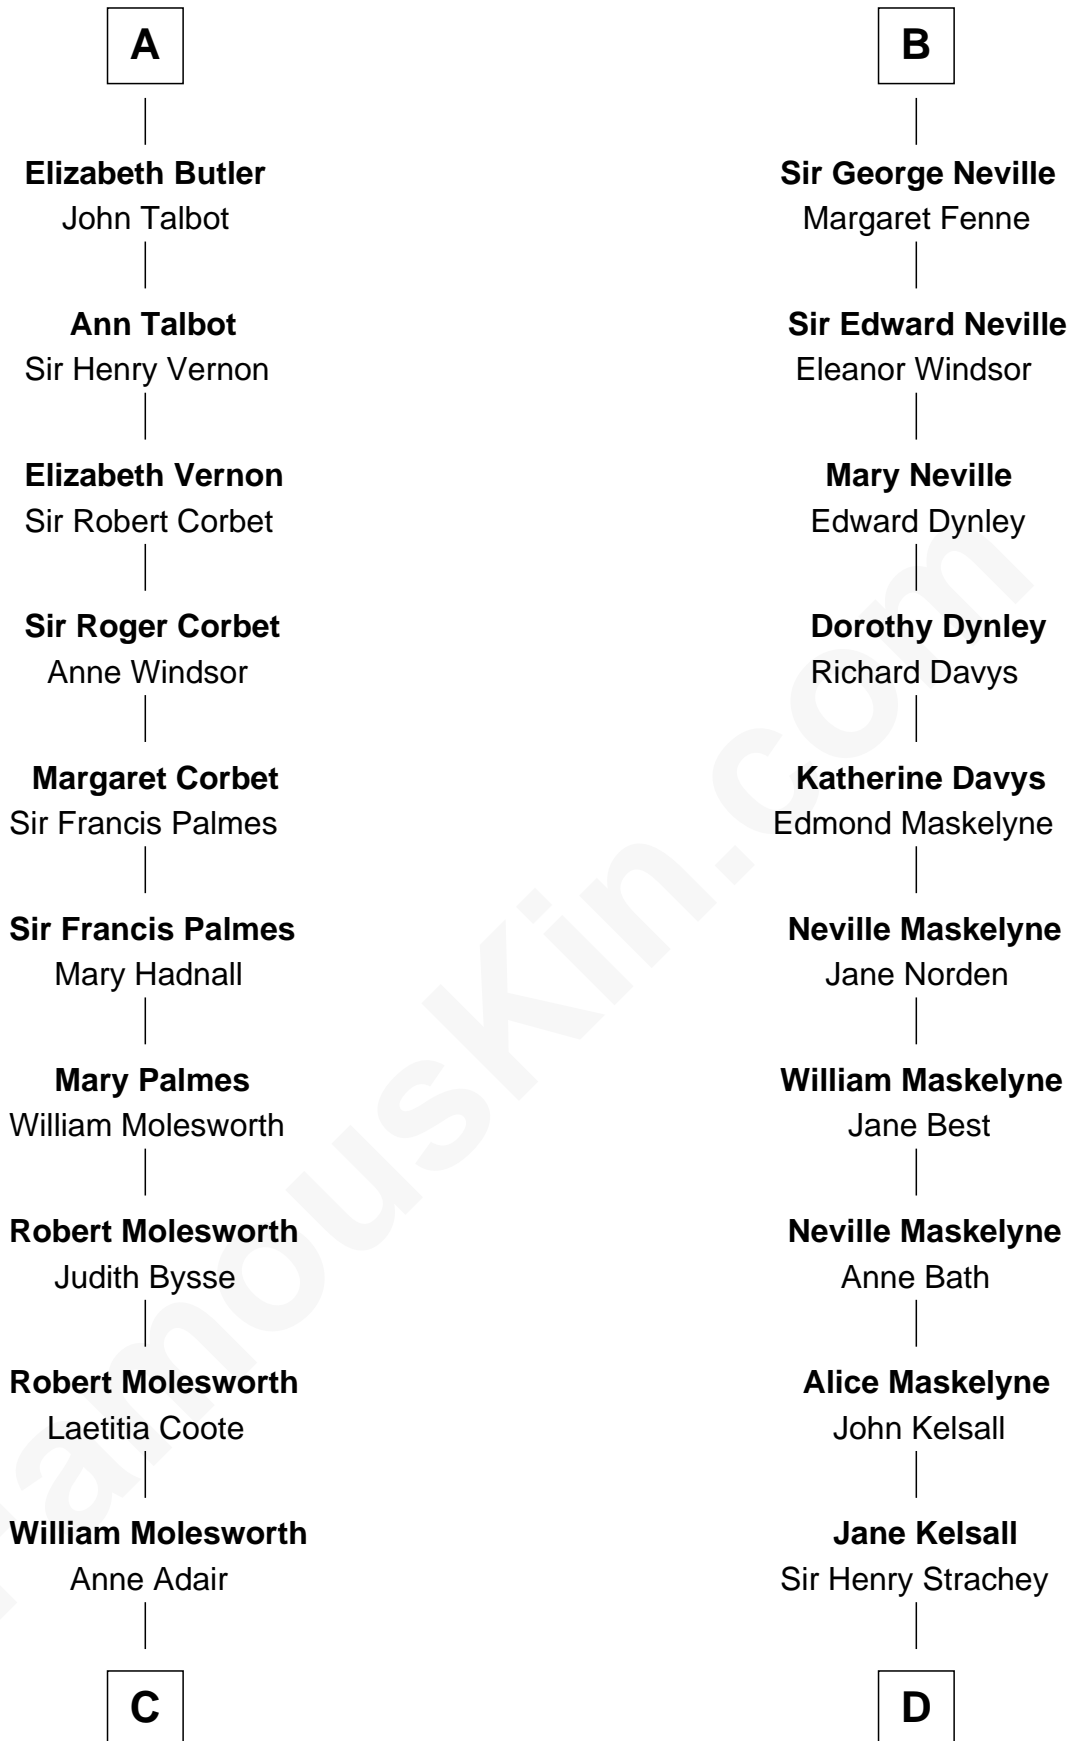 A
Elizabeth Butler
John Talbot
Ann Talbot
Sir Henry Vernon
Elizabeth Vernon
Sir Robert Corbet
Sir Roger Corbet
Anne Windsor
Margaret Corbet
Sir Francis Palmes
Sir Francis Palmes
Mary Hadnall
Mary Palmes
William Molesworth
Robert Molesworth
Judith Bysse
Robert Molesworth
Laetitia Coote
William Molesworth
Anne Adair
C
B
Sir George Neville
Margaret Fenne
Sir Edward Neville
Eleanor Windsor
Mary Neville
Edward Dynley
Dorothy Dynley
Richard Davys
Katherine Davys
Edmond Maskelyne
Neville Maskelyne
Jane Norden
William Maskelyne
Jane Best
Neville Maskelyne
Anne Bath
Alice Maskelyne
John Kelsall
Jane Kelsall
Sir Henry Strachey
D
FamousKin.com